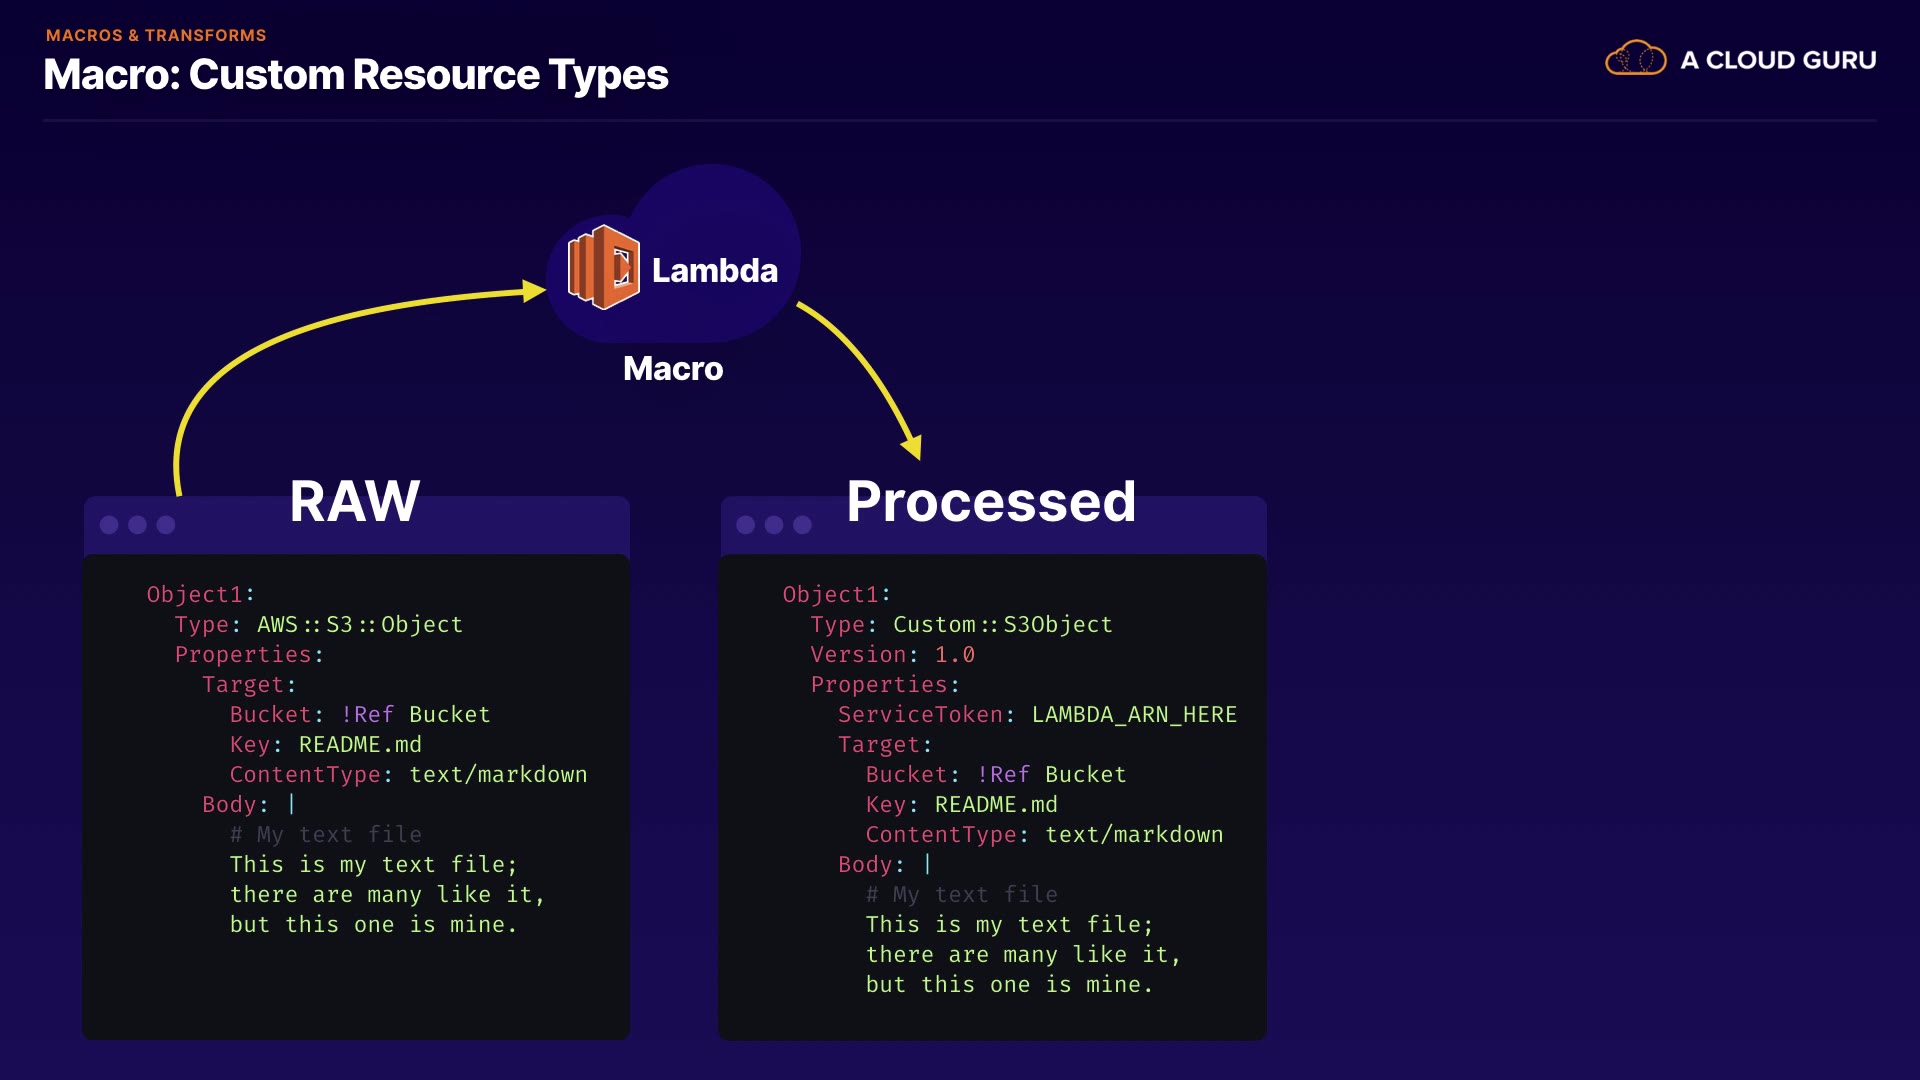 MACROS & TRANSFORMS
Macro: Custom Resource Types
A CLOUD GURU
Lambda
Macro
RAW
Object1:
  Type: AWS::S3::Object
  Properties:
    Target:
      Bucket: !Ref Bucket
      Key: README.md
      ContentType: text/markdown
    Body: |
      # My text file
      This is my text file;
      there are many like it,
      but this one is mine.
Processed
Object1:
  Type: Custom::S3Object
  Version: 1.0
  Properties:
    ServiceToken: LAMBDA_ARN_HERE
    Target:
      Bucket: !Ref Bucket
      Key: README.md
      ContentType: text/markdown
    Body: |
      # My text file
      This is my text file;
      there are many like it,
      but this one is mine.